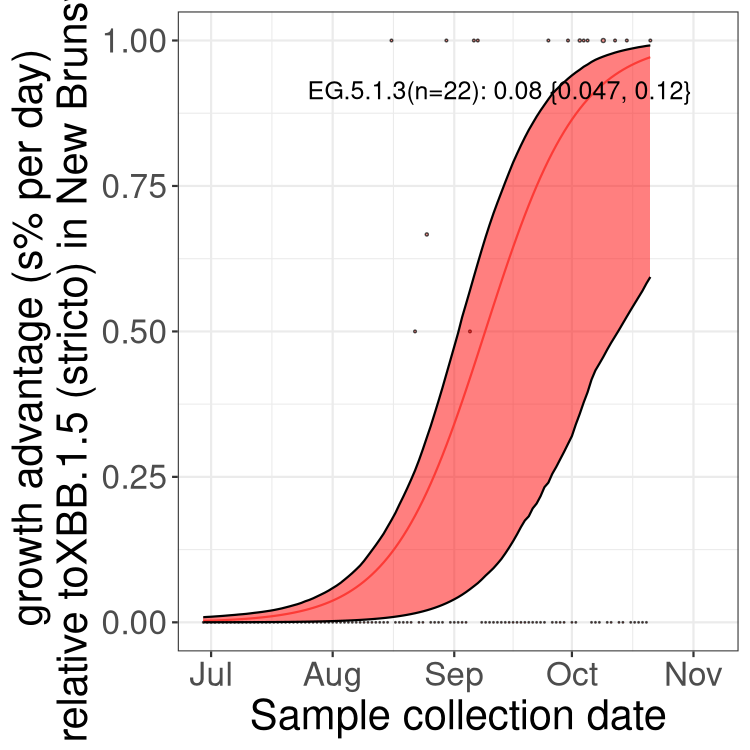 growth advantage (s% per day)
relative toXBB.1.5 (stricto) in New Bruns
1.00
0.75
0.50
0.25
0.00
EG.5.1.3(n=22): 0.08 {0.047, 0.12}
Jul Aug Sep Oct Nov
Sample collection date